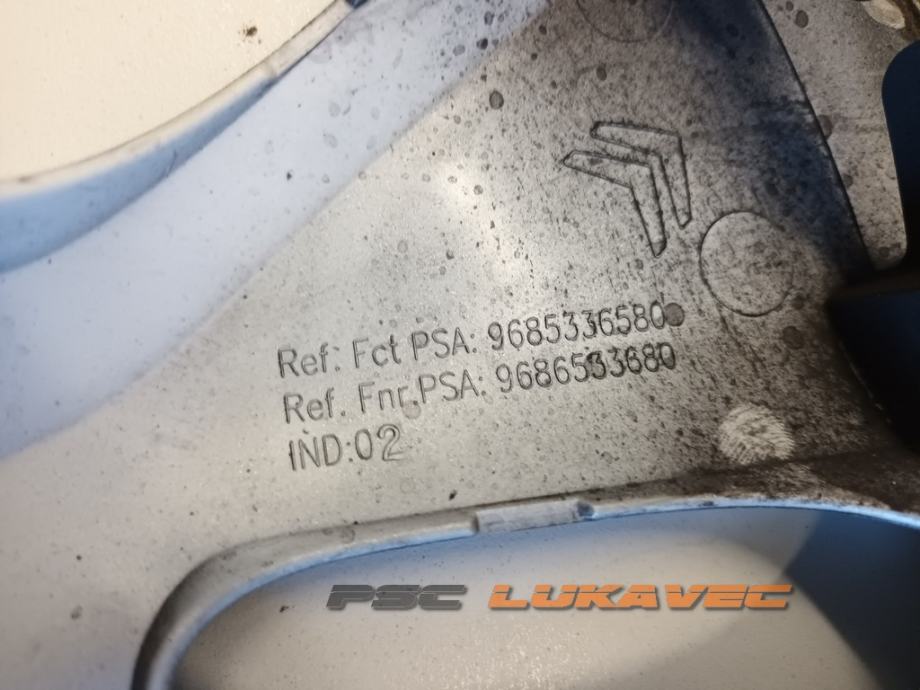 Ref: Fct PSA: 9685336580
Ref. Fnr.PSA: 9686533680
IND:02
PSC LUKAVEC